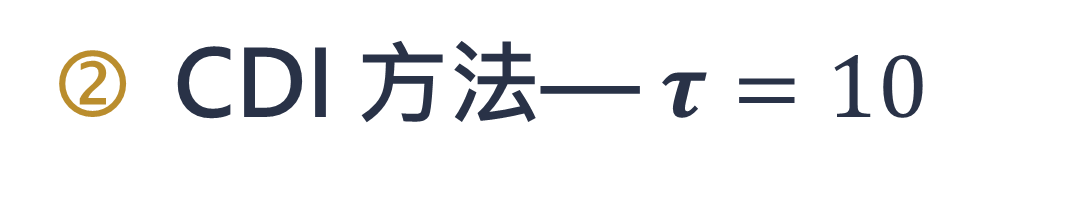 ② CDI 方法— τ = 10